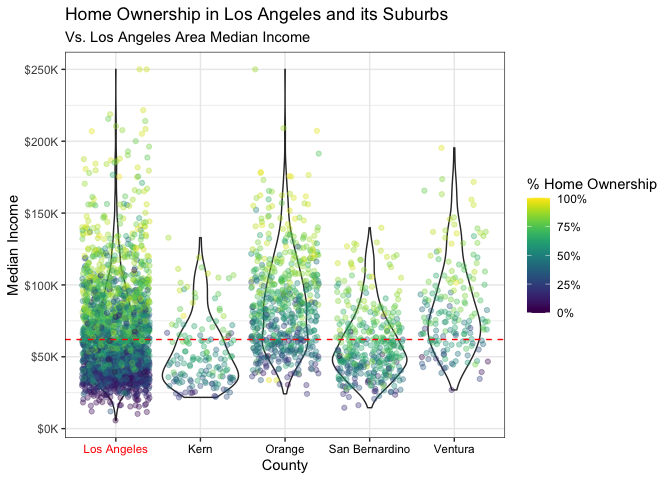 Home Ownership in Los Angeles and its Suburbs
Vs. Los Angeles Area Median Income
$250K
$200K
$150K
$100K
$50K
$0K
Median Income
Los Angeles
Kern
Orange
San Bernardino
Ventura
County
% Home Ownership
100%
75%
50%
25%
0%